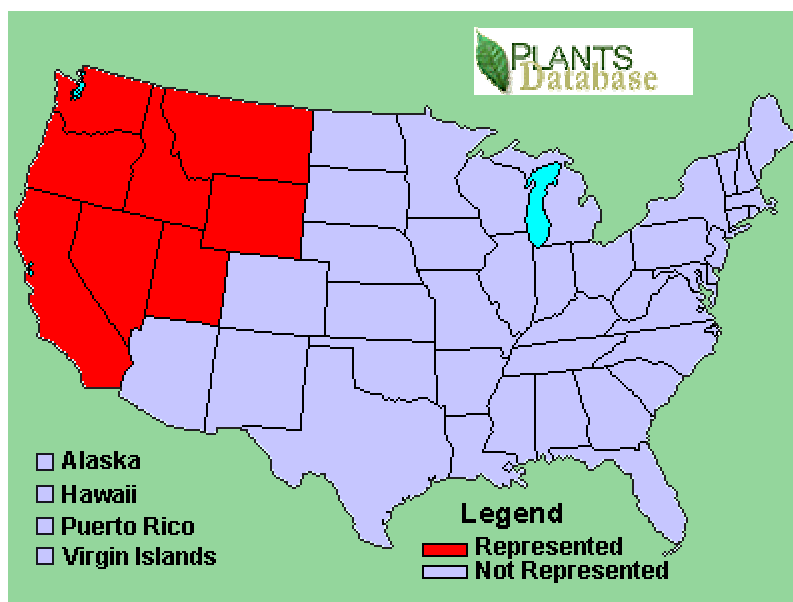 PLANTS
Database
Alaska
Hawaii
Puerto Rico
Virgin Islands
Legend
Represented
Not Represented